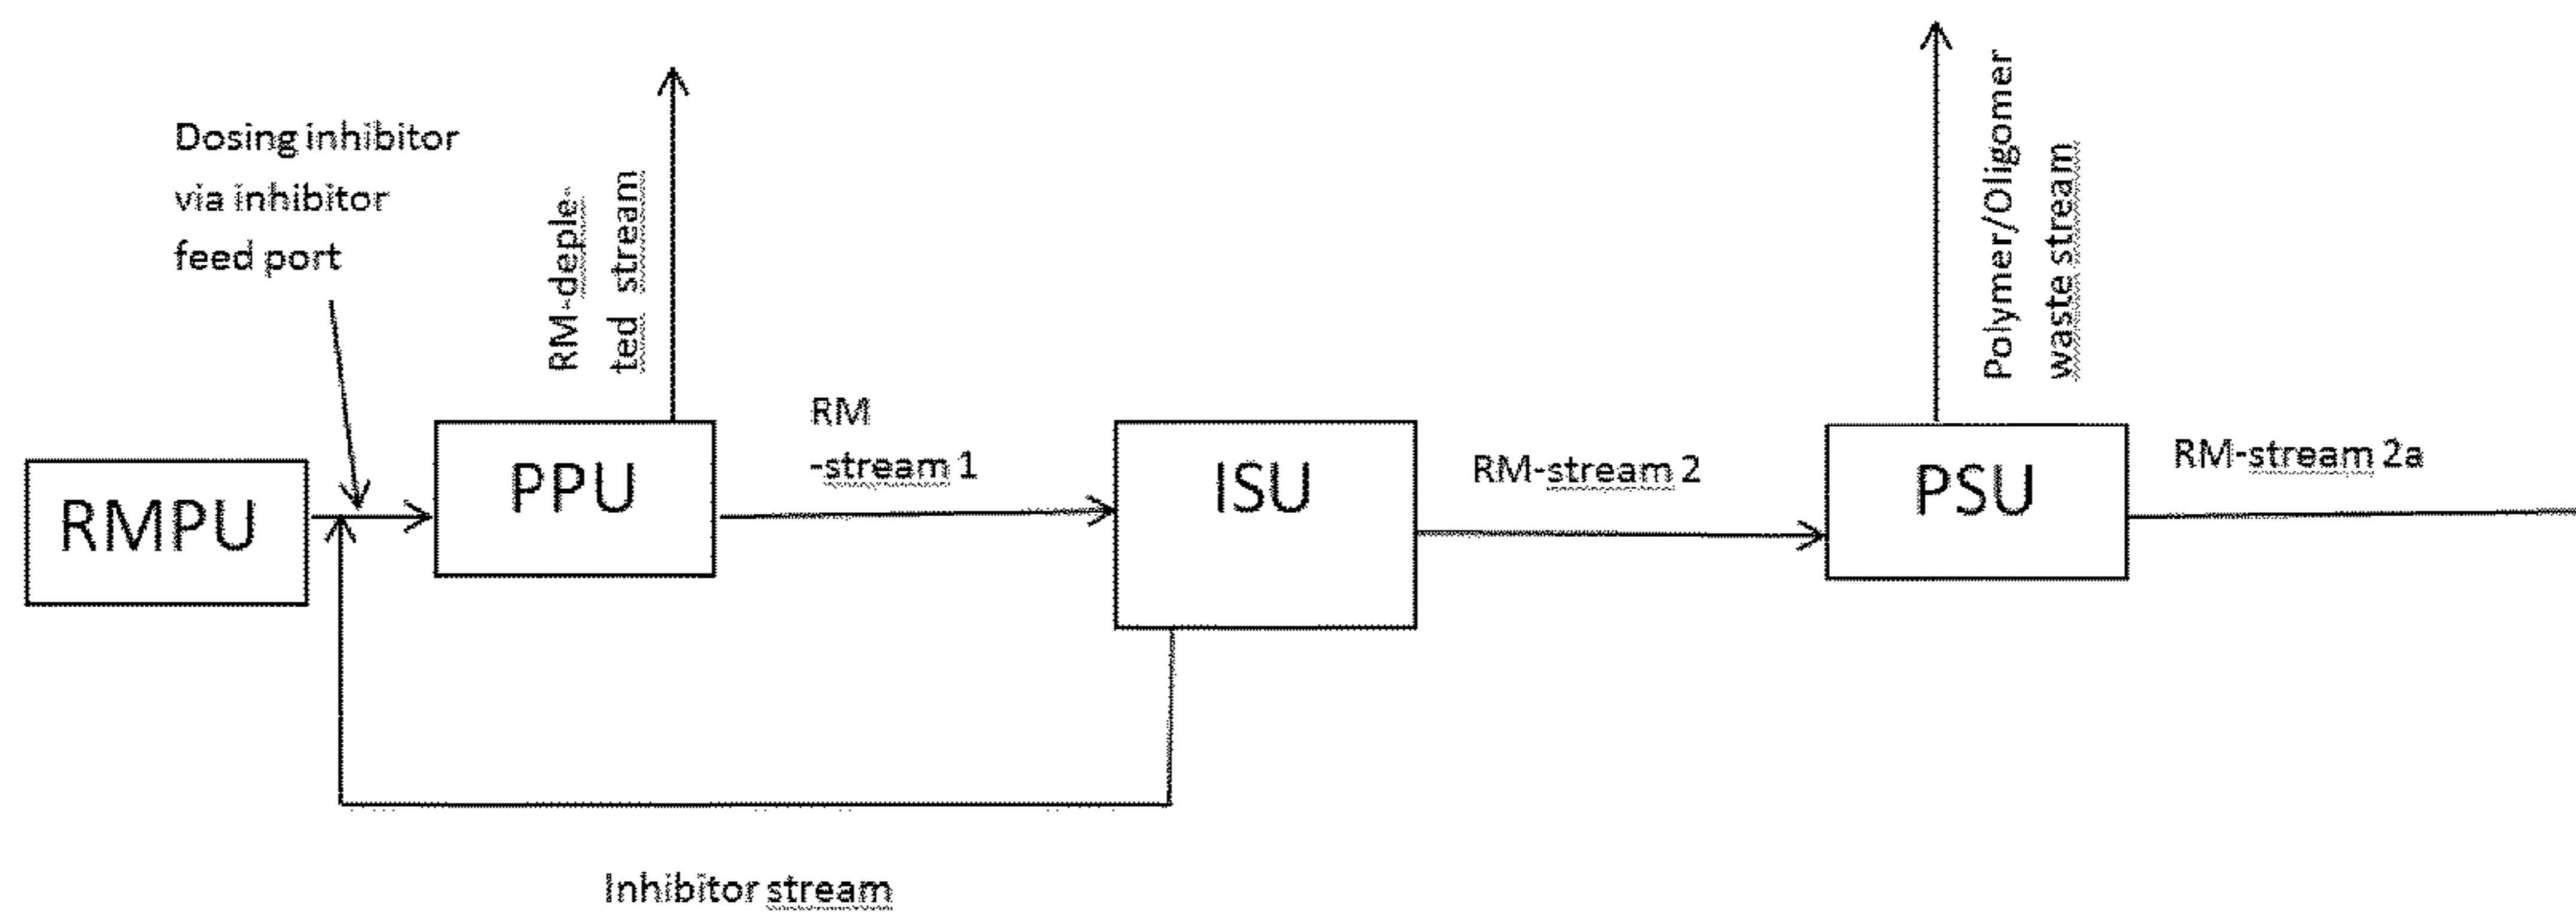 Dosing inhibitor
via inhibitor
feed port
RM-deple-
ted stream
Polymer/Oligomer
waste stream
RMPU
PPU
RM
-stream 1
ISU
RM-stream 2
PSU
RM-stream 2a
Inhibitor stream